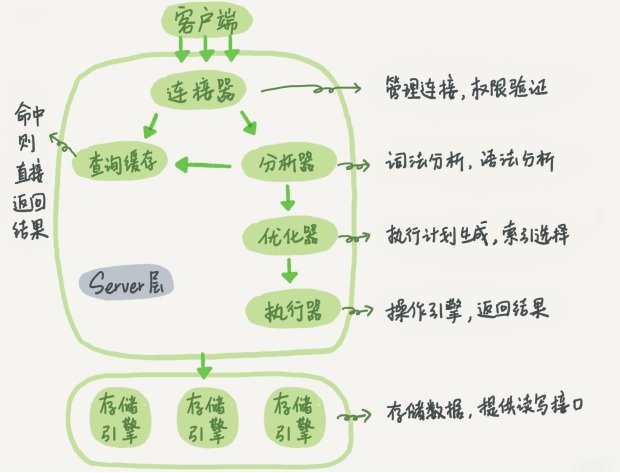 客户端
连接器
管理连接，权限验证
命中
则
直接
返回
结果
查询缓存
分析器
词法分析，语法分析
优化器
执行计划生成，索引选择
Server层
执行器
操作引擎，返回结果
存储
引擎
存储
引擎
存储
引擎
存储数据，提供读写接口